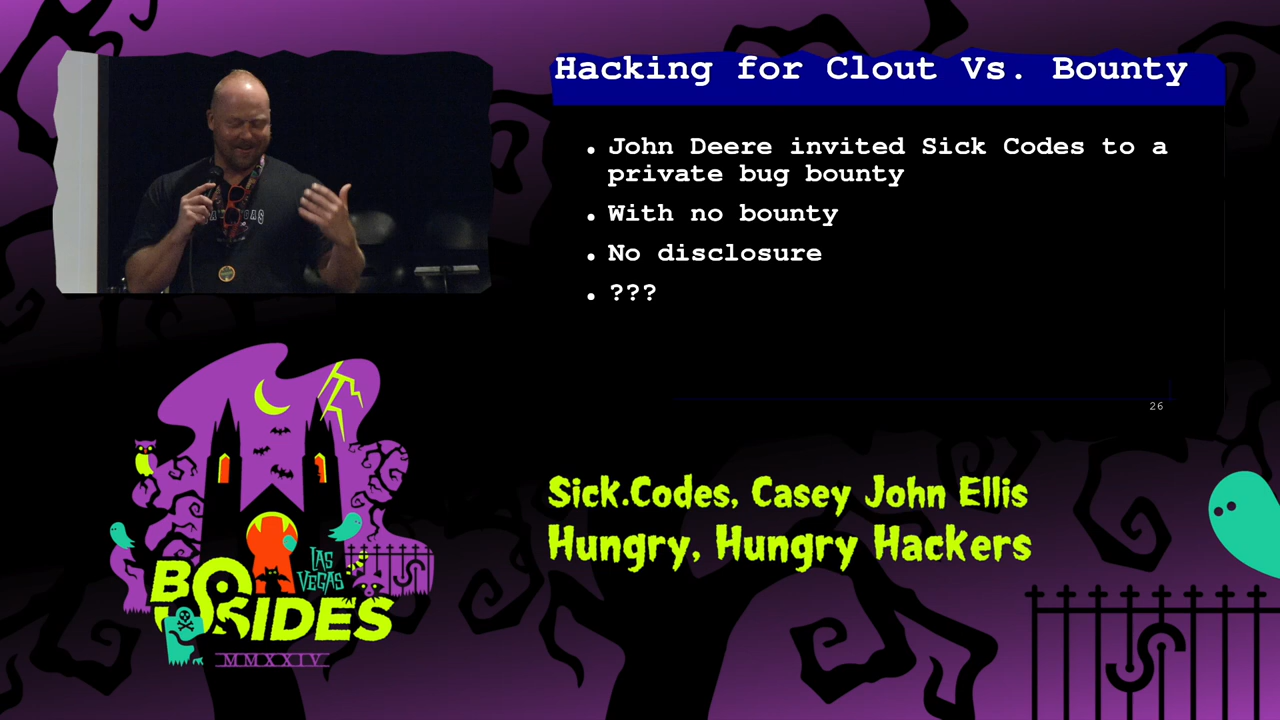 Hacking for Clout Vs. Bounty
John Deere invited Sick Codes to a
private bug bounty
With no bounty
No disclosure
???
26
Sick.Codes, Casey John Ellis
Hungry, Hungry Hackers
LAS
VEGAS
BSIDES
MMXXIV